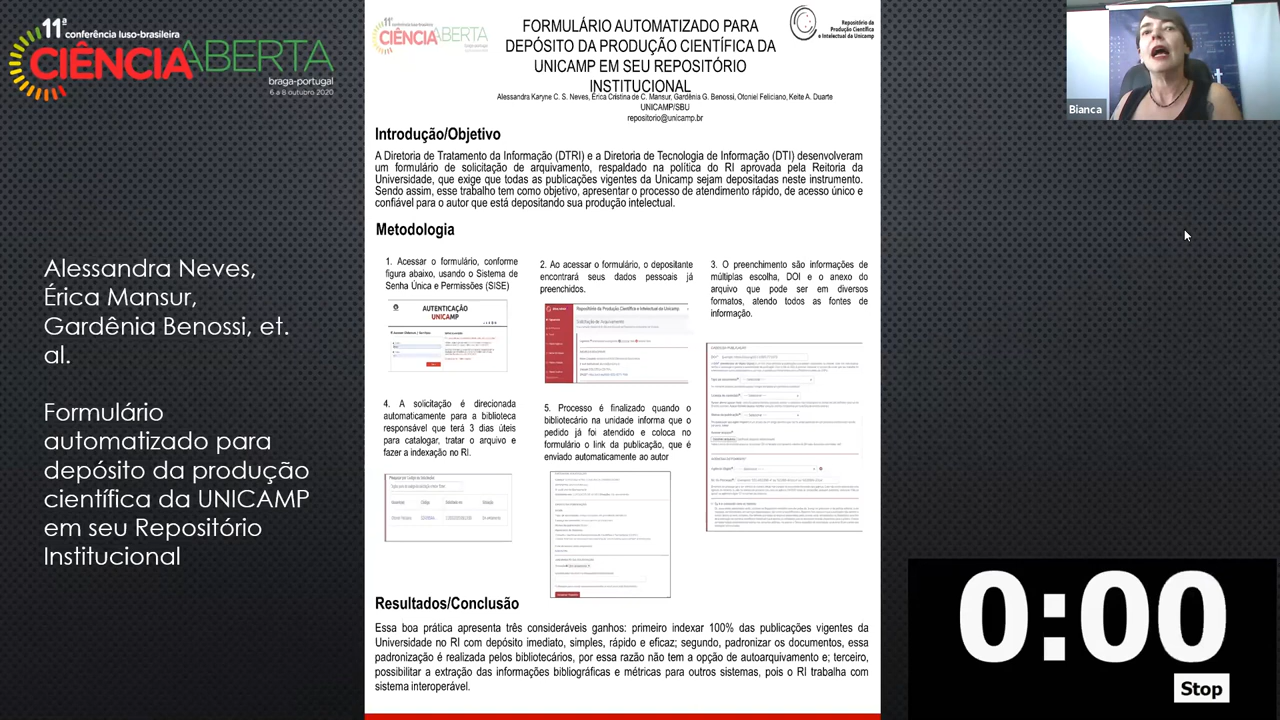 11ª
conferência luso-brasileira
CIÊNCIAABERTA
braga-portugal
6 a 8 outubro 2020
Alessandra Neves,
Érica Mansur,
Gardênia Benossi, et.
al.
Formulário
automatizado para
depósito da produção
científica da UNICAMP
em seu repositório
Institucional
CIÊNCIAABERTA
FORMULÁRIO AUTOMATIZADO PARA
DEPÓSITO DA PRODUÇÃO CIENTÍFICA DA
UNICAMP EM SEU REPOSITÓRIO
INSTITUCIONAL
Repositório da
Produção Científica
e Intelectual da Unicamp
Alessandra Karyne C. S. Neves, Érica Cristina de C. Mansur, Gardênia G. Benossi, Otoniel Feliciano, Keite A. Duarte
UNICAMP/SBU
repositorio@unicamp.br
Introdução/Objetivo
A Diretoria de Tratamento da Informação (DTRI) e a Diretoria de Tecnologia de Informação (DTI) desenvolveram
um formulário de solicitação de arquivamento, respaldado na política do RI aprovada pela Reitoria da
Universidade, que exige que todas as publicações vigentes da Unicamp sejam depositadas neste instrumento.
Sendo assim, esse trabalho tem como objetivo, apresentar o processo de atendimento rápido, de acesso único e
confiável para o autor que está depositando sua produção intelectual.
Metodologia
1. Acessar o formulário, conforme
figura abaixo, usando o Sistema de
Senha Única e Permissões (SISE)
AUTENTICAÇÃO
UNICAMP
2. Ao acessar o formulário, o depositante
encontrará seus dados pessoais já
preenchidos.
Repositório da Produção Científica e Intelectual da Unicamp
Solicitação de Arquivamento
3. O preenchimento são informações de
múltiplas escolha, DOI e o anexo do
arquivo que pode ser em diversos
formatos, atendo todos as fontes de
informação.
4. A solicitação é direcionada
automaticamente para a biblioteca
responsável que terá 3 dias úteis
para catalogar, tratar o arquivo e
fazer a indexação no RI.
5. Processo é finalizado quando o
bibliotecário na unidade informa que o
pedido já foi atendido e coloca no
formulário o link da publicação, que é
enviado automaticamente ao autor
Resultados/Conclusão
Essa boa prática apresenta três consideráveis ganhos: primeiro indexar 100% das publicações vigentes da
Universidade no RI com depósito imediato, simples, rápido e eficaz; segundo, padronizar os documentos, essa
padronização é realizada pelos bibliotecários, por essa razão não tem a opção de autoarquivamento e; terceiro,
possibilitar a extração das informações bibliográficas e métricas para outros sistemas, pois o RI trabalha com
sistema interoperável.
Bianca
0:00
Stop